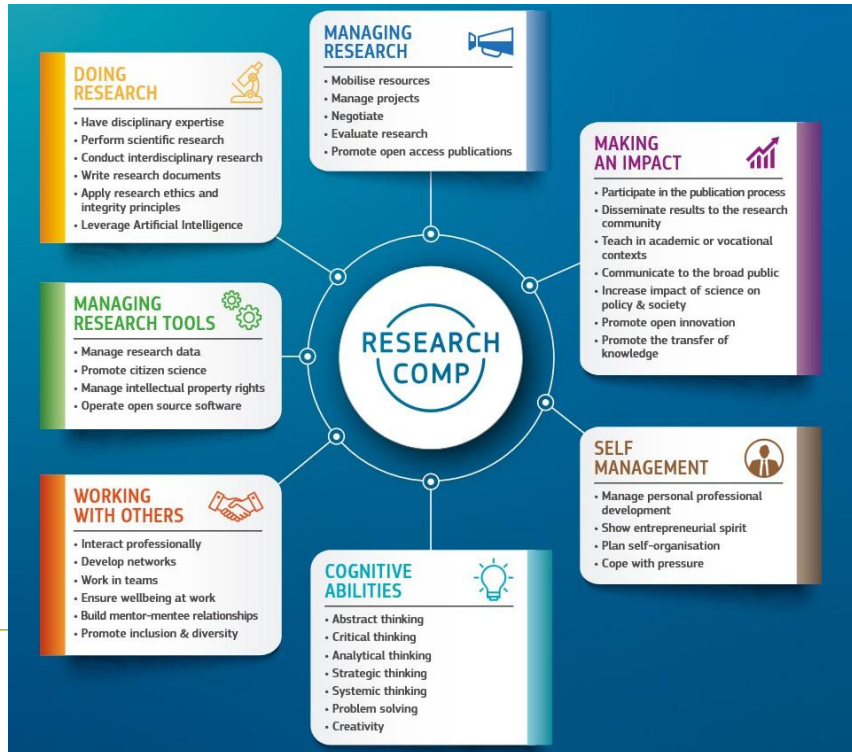 MANAGING
RESEARCH
• Mobilise resources
• Manage projects
• Negotiate
• Evaluate research
• Promote open access publications
DOING
RESEARCH
• Have disciplinary expertise
• Perform scientific research
• Conduct interdisciplinary research
• Write research documents
• Apply research ethics and
integrity principles
• Leverage Artificial Intelligence
MAKING
AN IMPACT
• Participate in the publication process
• Disseminate results to the research
community
• Teach in academic or vocational
contexts
• Communicate to the broad public
• Increase impact of science on
policy & society
• Promote open innovation
• Promote the transfer of
knowledge
MANAGING
RESEARCH TOOLS
• Manage research data
• Promote citizen science
• Manage intellectual property rights
• Operate open source software
RESEARCH
COMP
SELF
MANAGEMENT
• Manage personal professional
development
• Show entrepreneurial spirit
• Plan self-organisation
• Cope with pressure
WORKING
WITH OTHERS
• Interact professionally
• Develop networks
• Work in teams
• Ensure wellbeing at work
• Build mentor-mentee relationships
• Promote inclusion & diversity
COGNITIVE
ABILITIES
• Abstract thinking
• Critical thinking
• Analytical thinking
• Strategic thinking
• Systemic thinking
• Problem solving
• Creativity